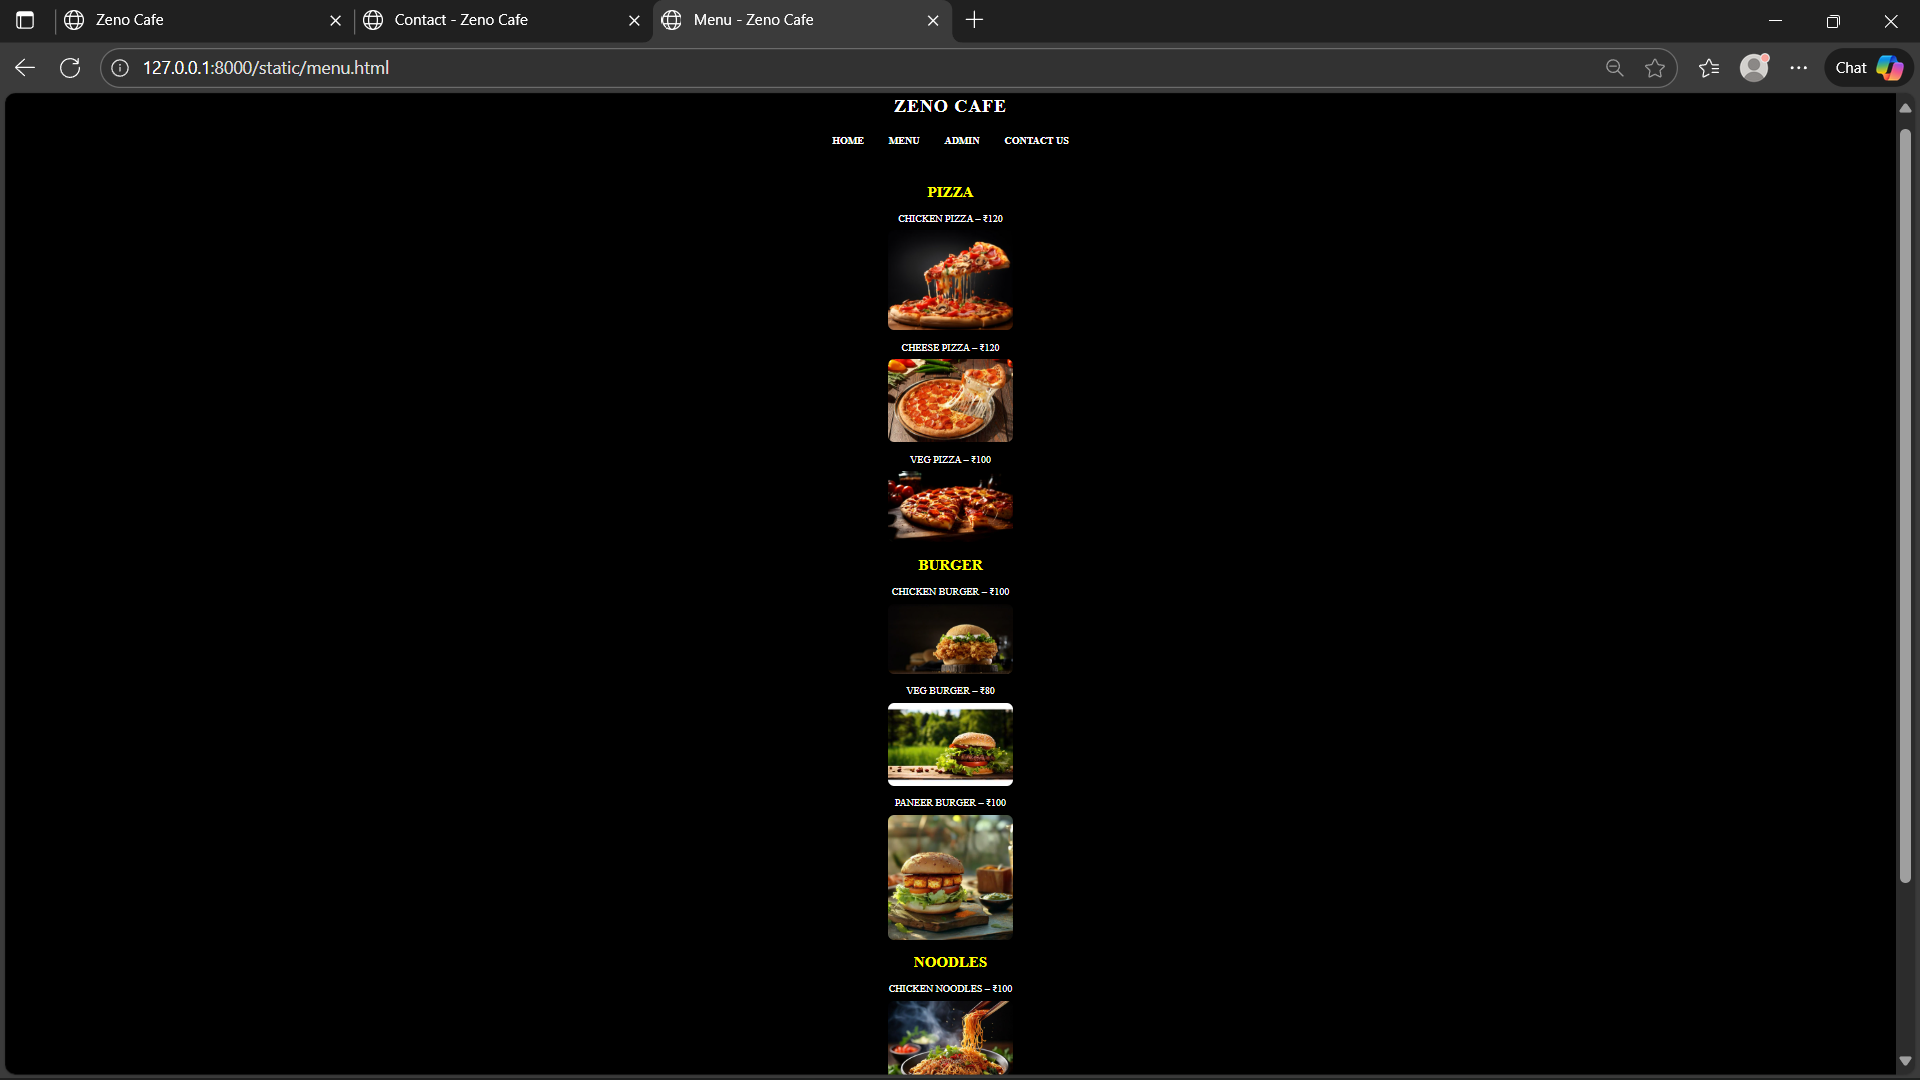 Zeno Cafe
Contact - Zeno Cafe
Menu - Zeno Cafe
127.0.0.1:8000/static/menu.html
Chat
ZENO CAFE
HOME MENU ADMIN CONTACT US
PIZZA
CHICKEN PIZZA – ₹120
CHEESE PIZZA – ₹120
VEG PIZZA – ₹100
BURGER
CHICKEN BURGER – ₹100
VEG BURGER – ₹80
PANEER BURGER – ₹100
NOODLES
CHICKEN NOODLES – ₹100